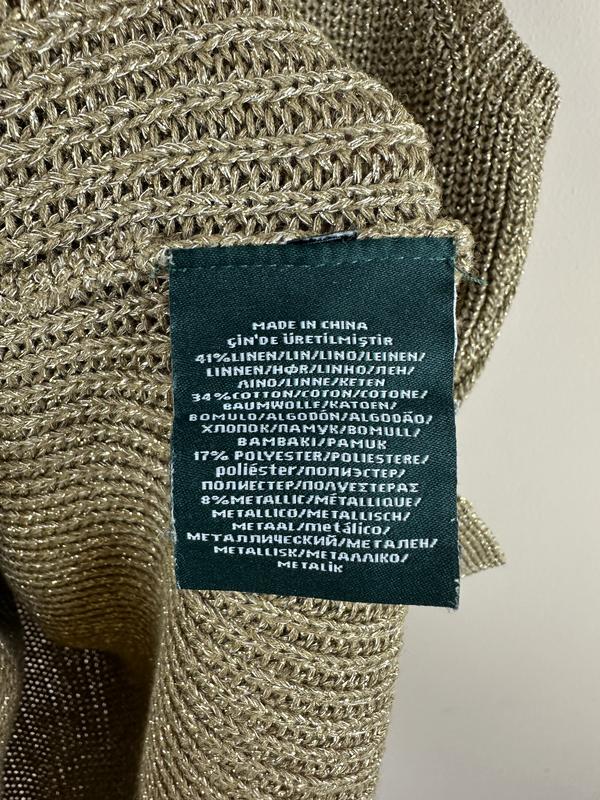 MADE IN CHINA
ÇİN'DE ÜRETİLMİŞTİR
41%LINEN/LIN/LINO/LEINEN/
LINNEN/HØR/LINHO/ЛЕН/
ΛΙΝΟ/LINNE/KETEN
34%COTTON/COTON/COTONE/
BAUMWOLLE/KATOEN/
BOMULD/ALGODÓN/ALGODÃO/
ХЛОПОК/ПАМУК/BOMULL/
ΒΑΜΒΑΚΙ/PAMUK
17% POLYESTER/POLIESTERE/
poliéster/ПОЛИЭСТЕР/
ПОЛИЕСТЕР/ΠΟΛΥΕΣΤΕΡΑΣ
8%METALLIC/MÉTALLIQUE/
METALLICO/METALLISCH/
METAAL/metálico/
МЕТАЛЛИЧЕСКИЙ/МЕТАЛЕН/
METALLISK/ΜΕΤΑΛΛΙΚΟ/
METALİK